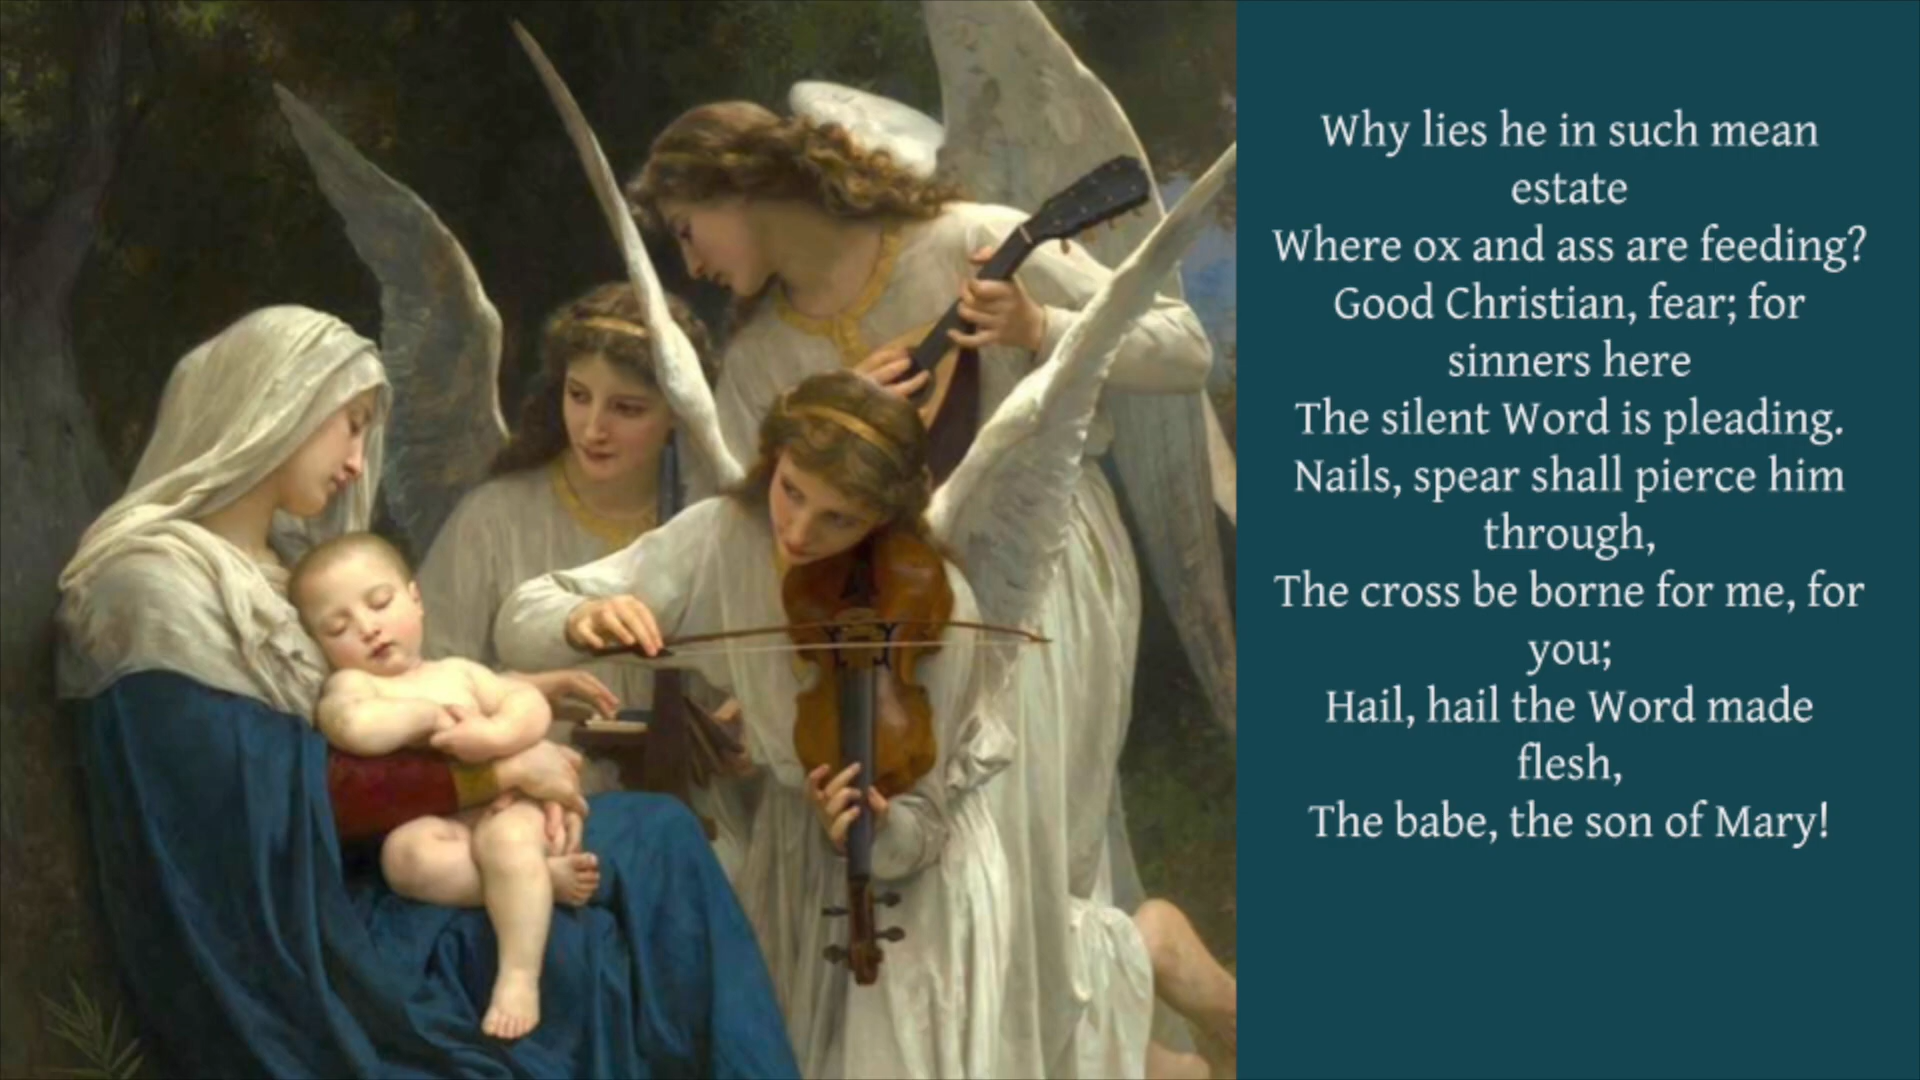 Why lies he in such mean
estate
Where ox and ass are feeding?
Good Christian, fear; for
sinners here
The silent Word is pleading.
Nails, spear shall pierce him
through,
The cross be borne for me, for
you;
Hail, hail the Word made
flesh,
The babe, the son of Mary!